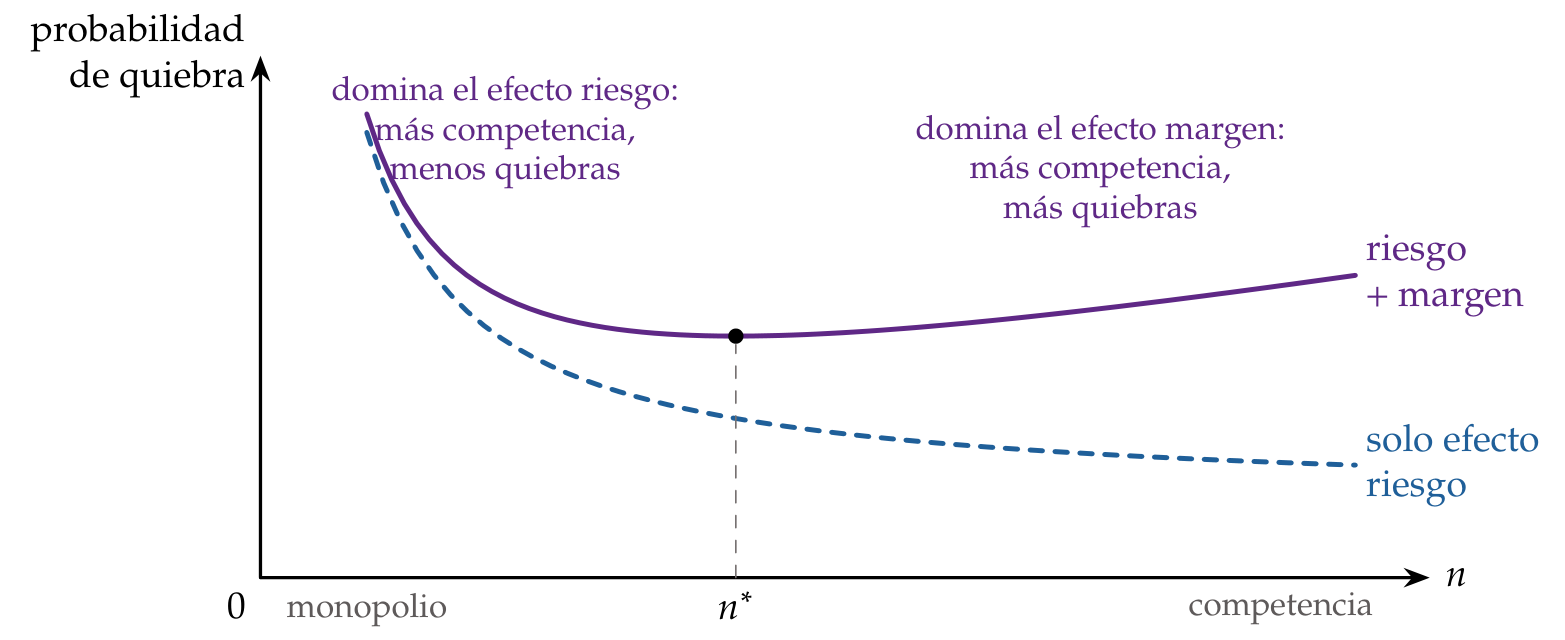 probabilidad
de quiebra
domina el efecto riesgo:
más competencia,
menos quiebras
domina el efecto margen:
más competencia,
más quiebras
riesgo
+ margen
solo efecto
riesgo
n
0
monopolio
n*
competencia